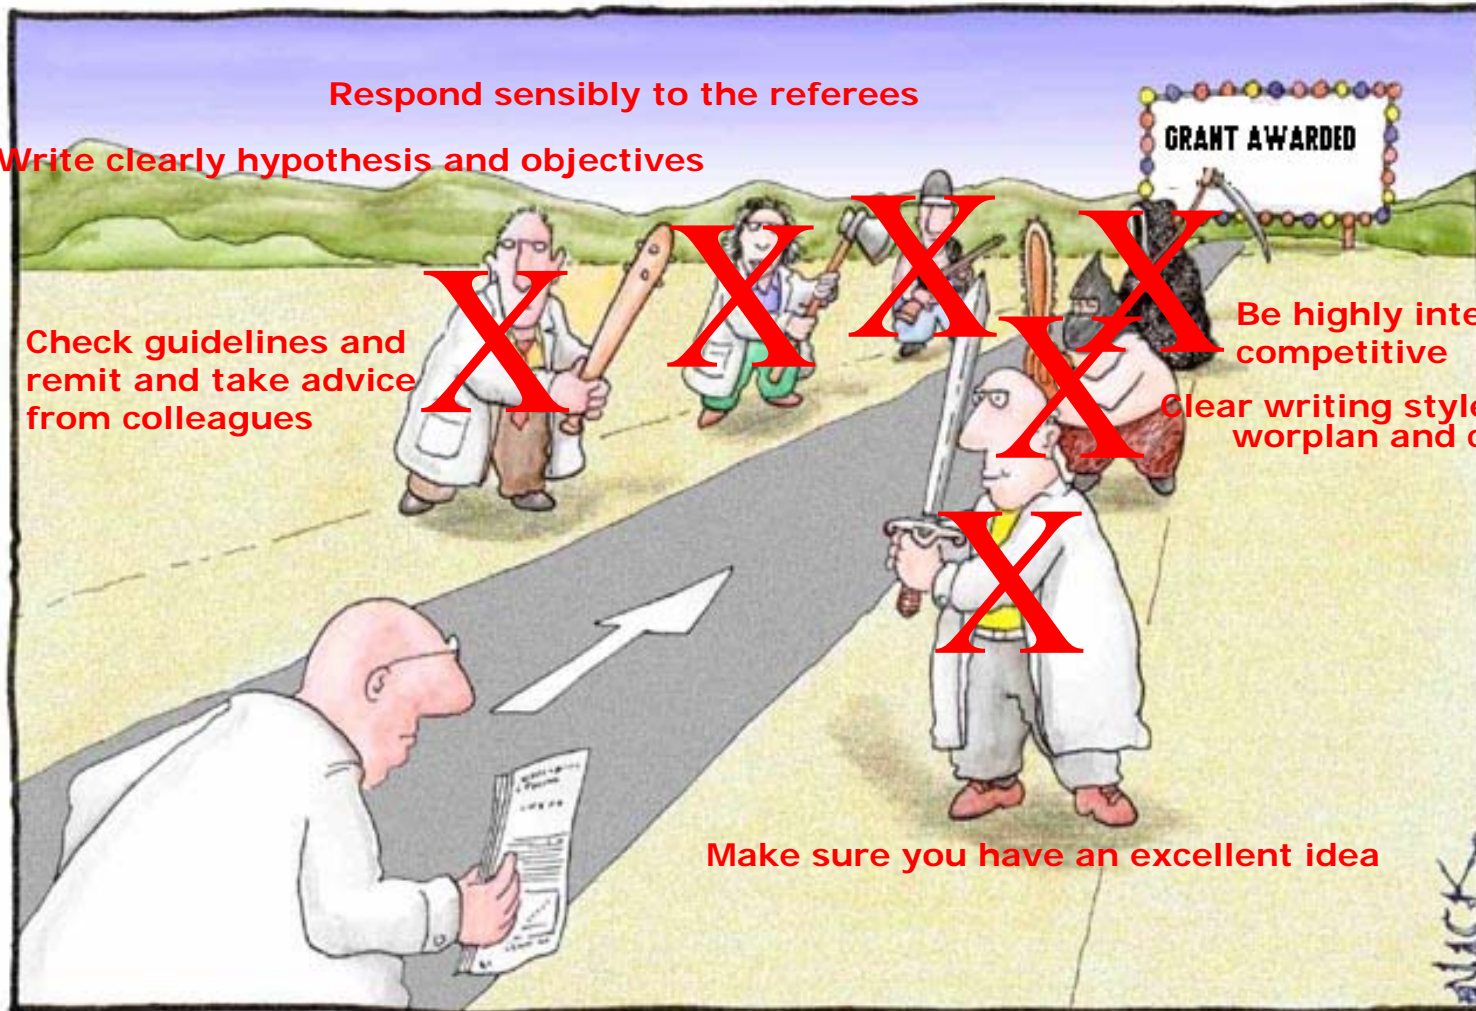 Respond sensibly to the referees
GRANT AWARDED
Write clearly hypothesis and objectives
X X X X X X
Check guidelines and
remit and take advice
from colleagues
Be highly inte
competitive
Clear writing style
worplan and
Make sure you have an excellent idea